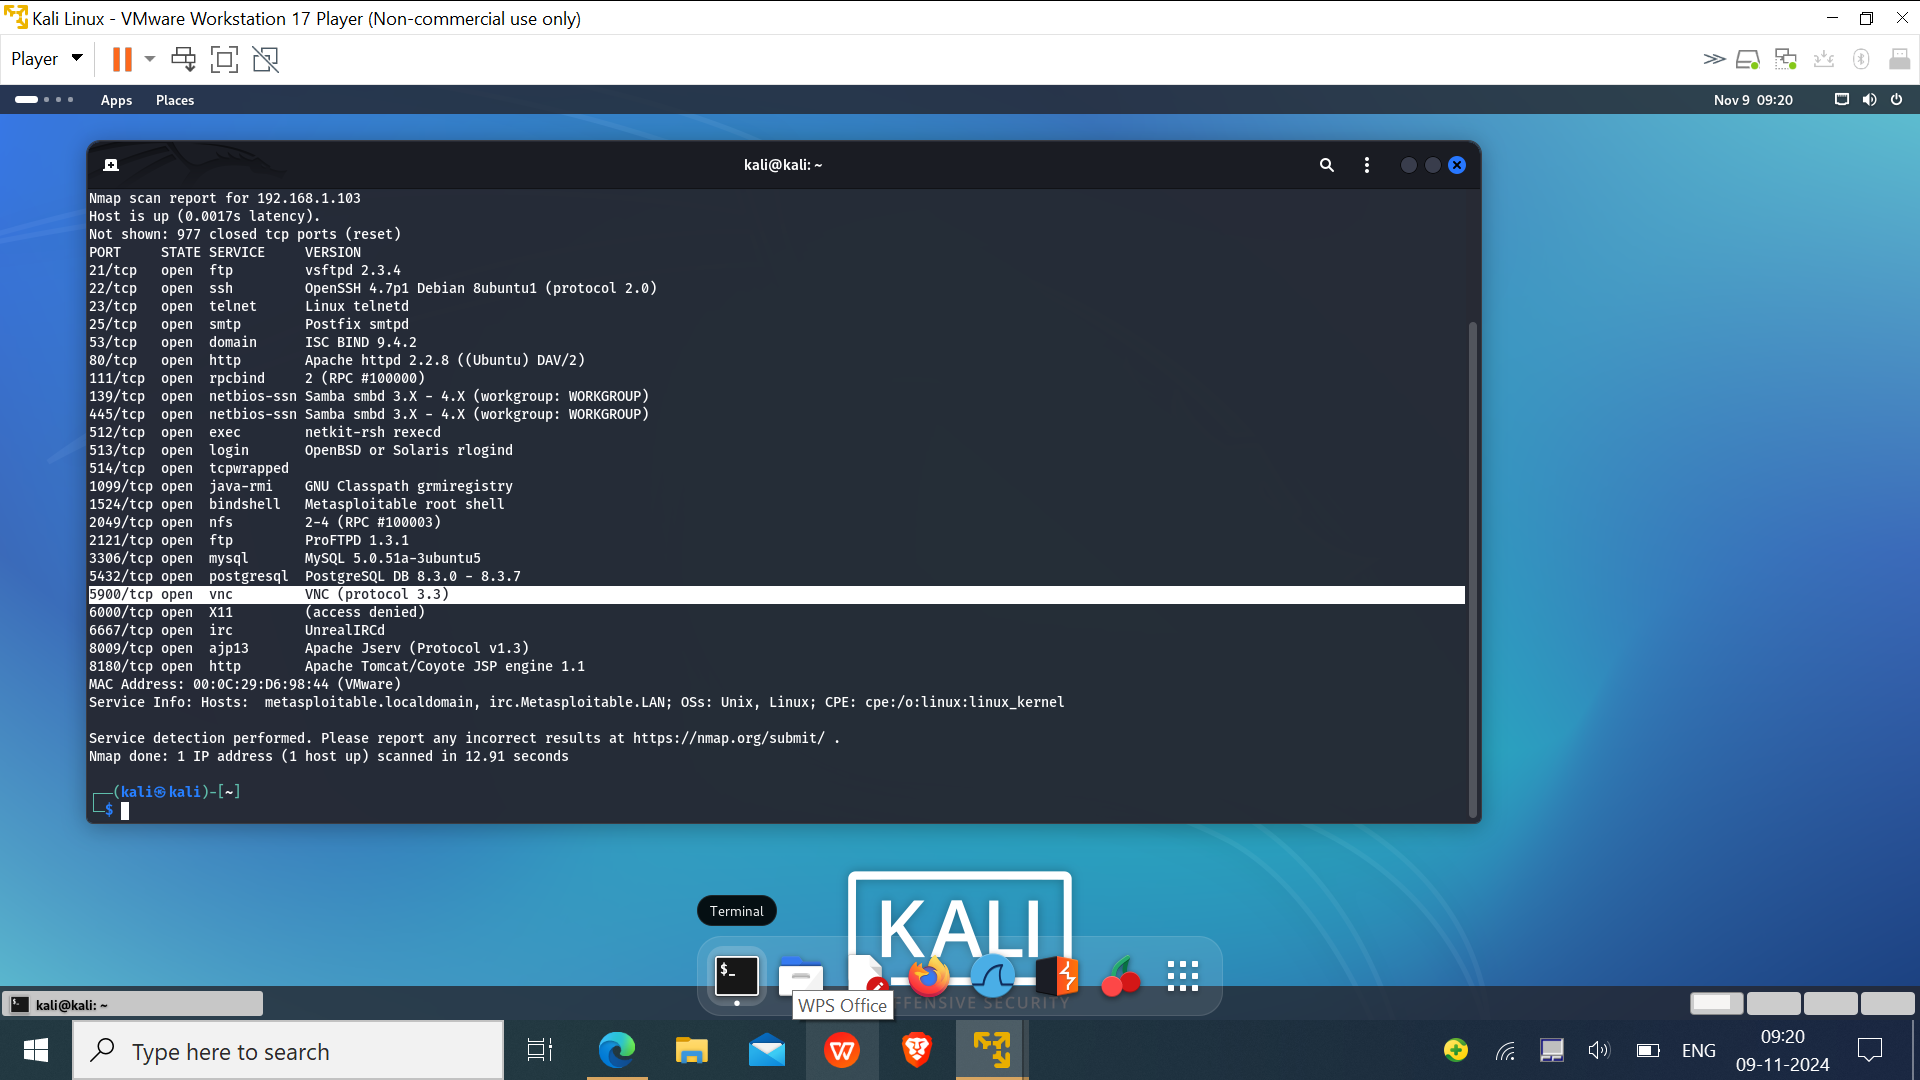 Kali Linux - VMware Workstation 17 Player (Non-commercial use only)
Player
Apps Places Nov 9 09:20
kali@kali: ~
Nmap scan report for 192.168.1.103
Host is up (0.0017s latency).
Not shown: 977 closed tcp ports (reset)
PORT     STATE SERVICE     VERSION
21/tcp   open  ftp         vsftpd 2.3.4
22/tcp   open  ssh         OpenSSH 4.7p1 Debian 8ubuntu1 (protocol 2.0)
23/tcp   open  telnet      Linux telnetd
25/tcp   open  smtp        Postfix smtpd
53/tcp   open  domain      ISC BIND 9.4.2
80/tcp   open  http        Apache httpd 2.2.8 ((Ubuntu) DAV/2)
111/tcp  open  rpcbind     2 (RPC #100000)
139/tcp  open  netbios-ssn Samba smbd 3.X - 4.X (workgroup: WORKGROUP)
445/tcp  open  netbios-ssn Samba smbd 3.X - 4.X (workgroup: WORKGROUP)
512/tcp  open  exec        netkit-rsh rexecd
513/tcp  open  login       OpenBSD or Solaris rlogind
514/tcp  open  tcpwrapped
1099/tcp open  java-rmi    GNU Classpath grmiregistry
1524/tcp open  bindshell   Metasploitable root shell
2049/tcp open  nfs         2-4 (RPC #100003)
2121/tcp open  ftp         ProFTPD 1.3.1
3306/tcp open  mysql       MySQL 5.0.51a-3ubuntu5
5432/tcp open  postgresql  PostgreSQL DB 8.3.0 - 8.3.7
5900/tcp open  vnc         VNC (protocol 3.3)
6000/tcp open  X11         (access denied)
6667/tcp open  irc         UnrealIRCd
8009/tcp open  ajp13       Apache Jserv (Protocol v1.3)
8180/tcp open  http        Apache Tomcat/Coyote JSP engine 1.1
MAC Address: 00:0C:29:D6:98:44 (VMware)
Service Info: Hosts:  metasploitable.localdomain, irc.Metasploitable.LAN; OSs: Unix, Linux; CPE: cpe:/o:linux:linux_kernel
Service detection performed. Please report any incorrect results at https://nmap.org/submit/ .
Nmap done: 1 IP address (1 host up) scanned in 12.91 seconds
┌──(kali㉿kali)-[~]
└─$
Terminal
KALI
$_
WPS Office
FFENSIVE SECURITY
kali@kali: ~
Type here to search
W
ENG
09:20
09-11-2024